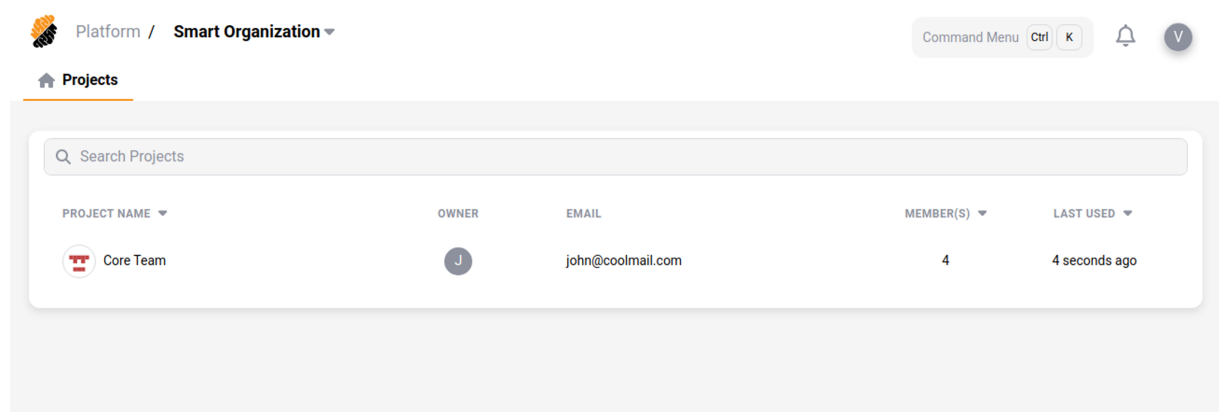 Platform / Smart Organization Command Menu Ctrl K V
Projects
Search Projects
PROJECT NAME OWNER EMAIL MEMBER(S) LAST USED
Core Team J john@coolmail.com 4 4 seconds ago